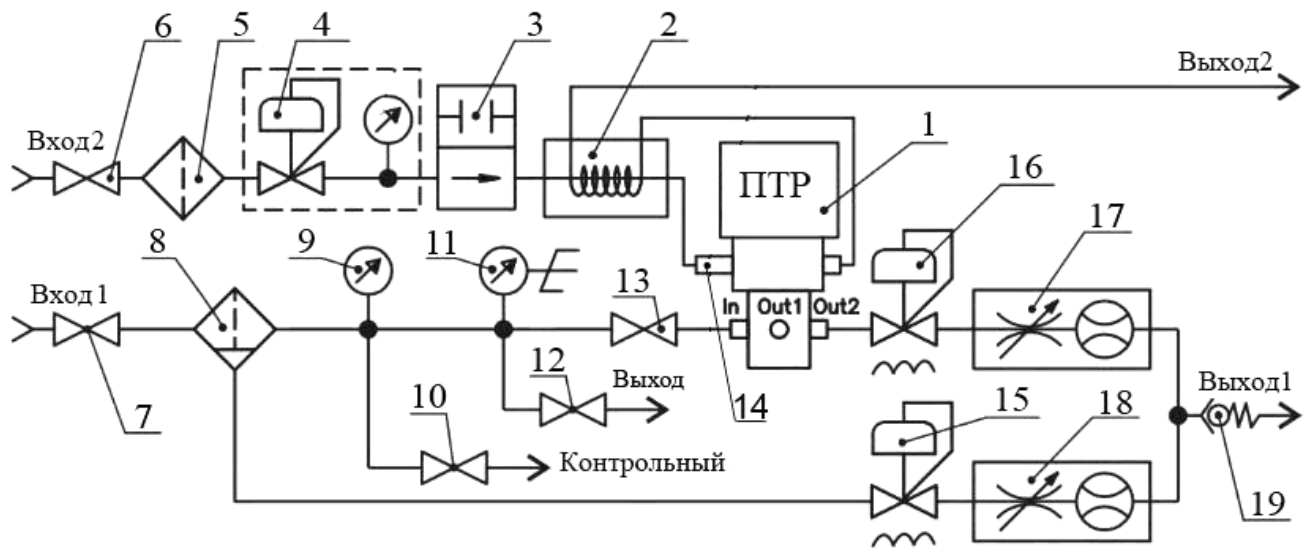 6 5 4 3 2
Выход2
1
Вход2
ПТР
16
17
8
9
11
Вход 1
13
In Out1 Out2
12
Выход
14
Выход1
7
10
15
18
Контрольный
19